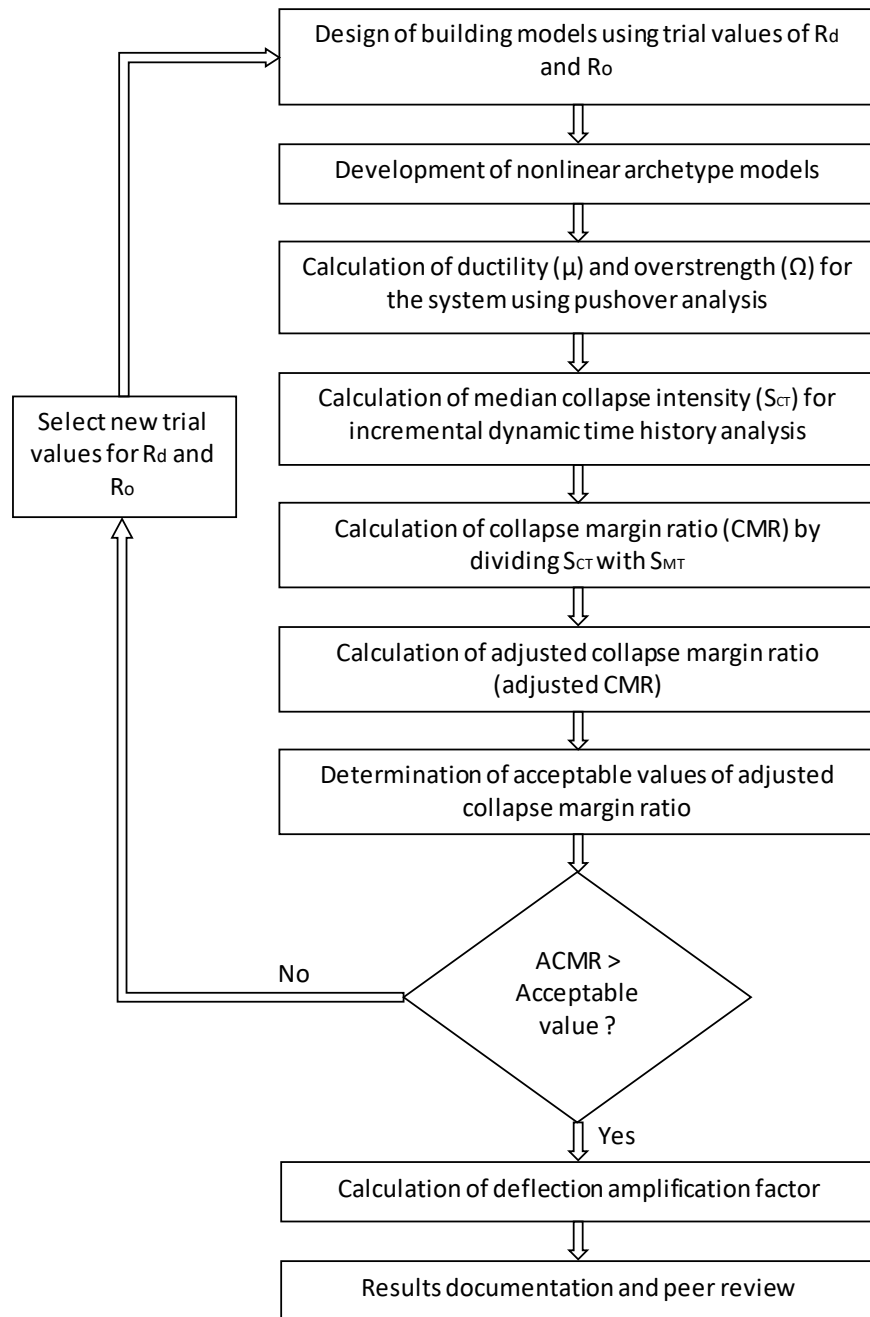 Design of building models using trial values of Rd
and Ro
Development of nonlinear archetype models
Calculation of ductility (μ) and overstrength (Ω) for
the system using pushover analysis
Calculation of median collapse intensity (SCT) for
incremental dynamic time history analysis
Select new trial
values for Rd and
Ro
Calculation of collapse margin ratio (CMR) by
dividing SCT with SMT
Calculation of adjusted collapse margin ratio
(adjusted CMR)
Determination of acceptable values of adjusted
collapse margin ratio
No
ACMR >
Acceptable
value ?
Yes
Calculation of deflection amplification factor
Results documentation and peer review